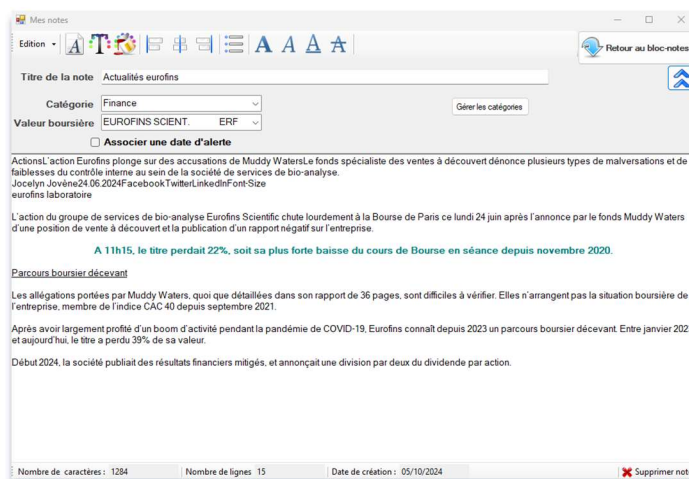 Mes notes
Edition
Retour au bloc-notes
Titre de la note Actualités eurofins
Catégorie Finance
Gérer les catégories
Valeur boursière EUROFINS SCIENT. ERF
Associer une date d'alerte
ActionsL'action Eurofins plonge sur des accusations de Muddy WatersLe fonds spécialiste des ventes à découvert dénonce plusieurs types de malversations et de
faiblesses du contrôle interne au sein de la société de services de bio-analyse.
Jocelyn Jovène24.06.2024FacebookTwitterLinkedInFont-Size
eurofins laboratoire
L'action du groupe de services de bio-analyse Eurofins Scientific chute lourdement à la Bourse de Paris ce lundi 24 juin après l'annonce par le fonds Muddy Waters
d'une position de vente à découvert et la publication d'un rapport négatif sur l'entreprise.
A 11h15, le titre perdait 22%, soit sa plus forte baisse du cours de Bourse en séance depuis novembre 2020.
Parcours boursier décevant
Les allégations portées par Muddy Waters, quoi que détaillées dans son rapport de 36 pages, sont difficiles à vérifier. Elles n'arrangent pas la situation boursière de
l'entreprise, membre de l'indice CAC 40 depuis septembre 2021.
Après avoir largement profité d'un boom d'activité pendant la pandémie de COVID-19, Eurofins connaît depuis 2023 un parcours boursier décevant. Entre janvier 202
et aujourd'hui, le titre a perdu 39% de sa valeur.
Début 2024, la société publiait des résultats financiers mitigés, et annonçait une division par deux du dividende par action.
Nombre de caractères : 1284 Nombre de lignes 15 Date de création : 05/10/2024 Supprimer not